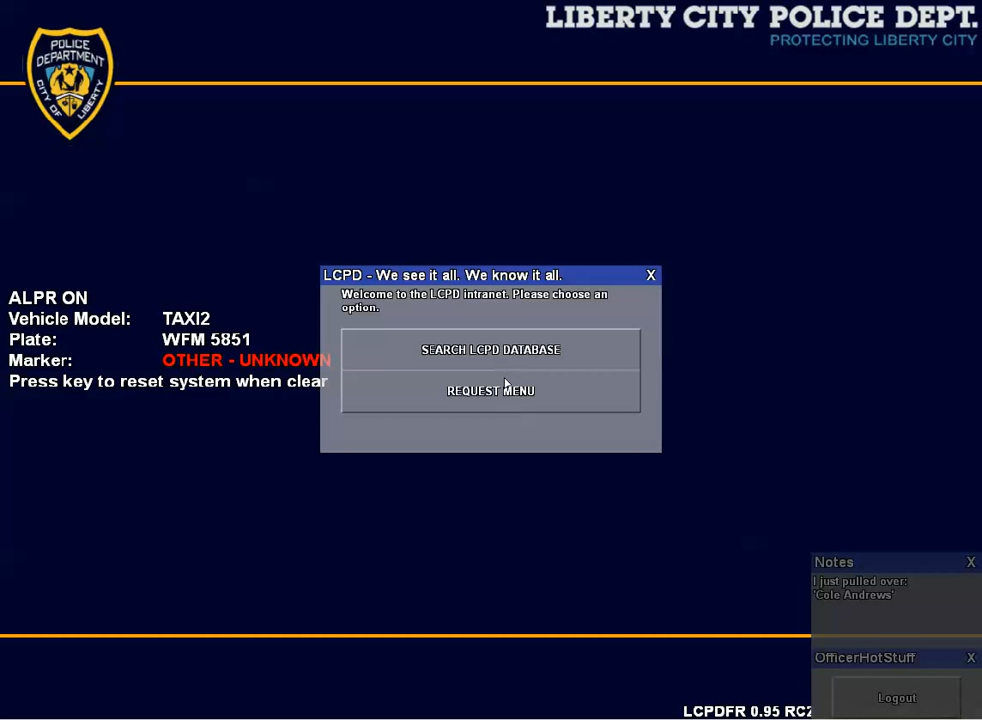 LIBERTY CITY POLICE DEPT.
PROTECTING LIBERTY CITY
POLICE
DEPARTMENT
CITY OF LIBERTY
LCPD - We see it all. We know it all. X
Welcome to the LCPD intranet. Please choose an
option.
SEARCH LCPD DATABASE
REQUEST MENU
ALPR ON
Vehicle Model: TAXI2
Plate: WFM 5851
Marker: OTHER - UNKNOWN
Press key to reset system when clear
Notes X
I just pulled over:
'Cole Andrews'
OfficerHotStuff X
Logout
LCPDFR 0.95 RC2